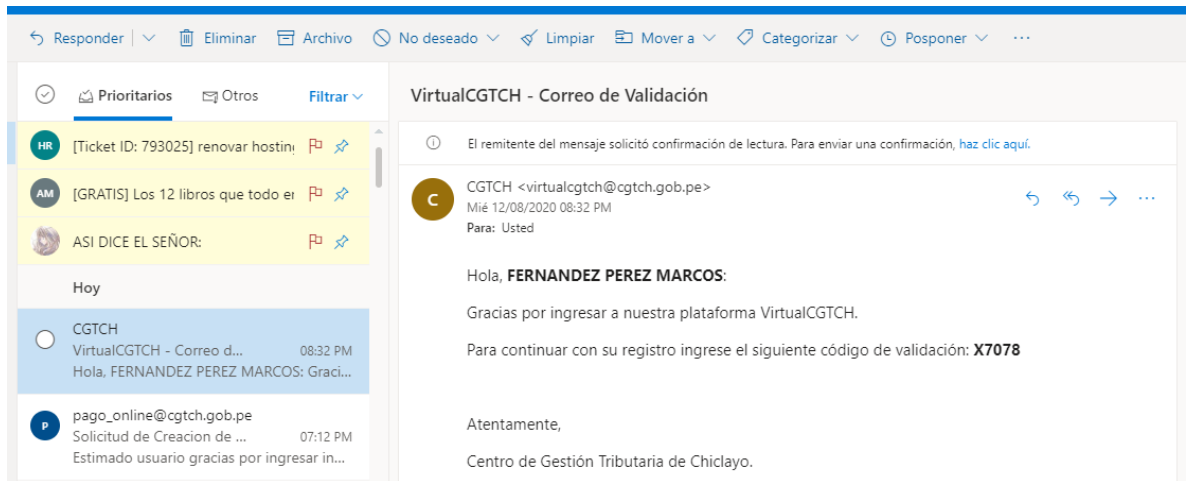 Responder Eliminar Archivo No deseado Limpiar Mover a Categorizar Posponer ...
Prioritarios Otros Filtrar
HR [Ticket ID: 793025] renovar hosting
AM [GRATIS] Los 12 libros que todo er
ASI DICE EL SEÑOR:
Hoy
CGTCH
VirtualCGTCH - Correo d... 08:32 PM
Hola, FERNANDEZ PEREZ MARCOS: Graci...
P pago_online@cgtch.gob.pe
Solicitud de Creacion de ... 07:12 PM
Estimado usuario gracias por ingresar in...
VirtualCGTCH - Correo de Validación
El remitente del mensaje solicitó confirmación de lectura. Para enviar una confirmación, haz clic aquí.
C CGTCH <virtualcgtch@cgtch.gob.pe>
Mié 12/08/2020 08:32 PM
Para: Usted
Hola, FERNANDEZ PEREZ MARCOS:
Gracias por ingresar a nuestra plataforma VirtualCGTCH.
Para continuar con su registro ingrese el siguiente código de validación: X7078
Atentamente,
Centro de Gestión Tributaria de Chiclayo.